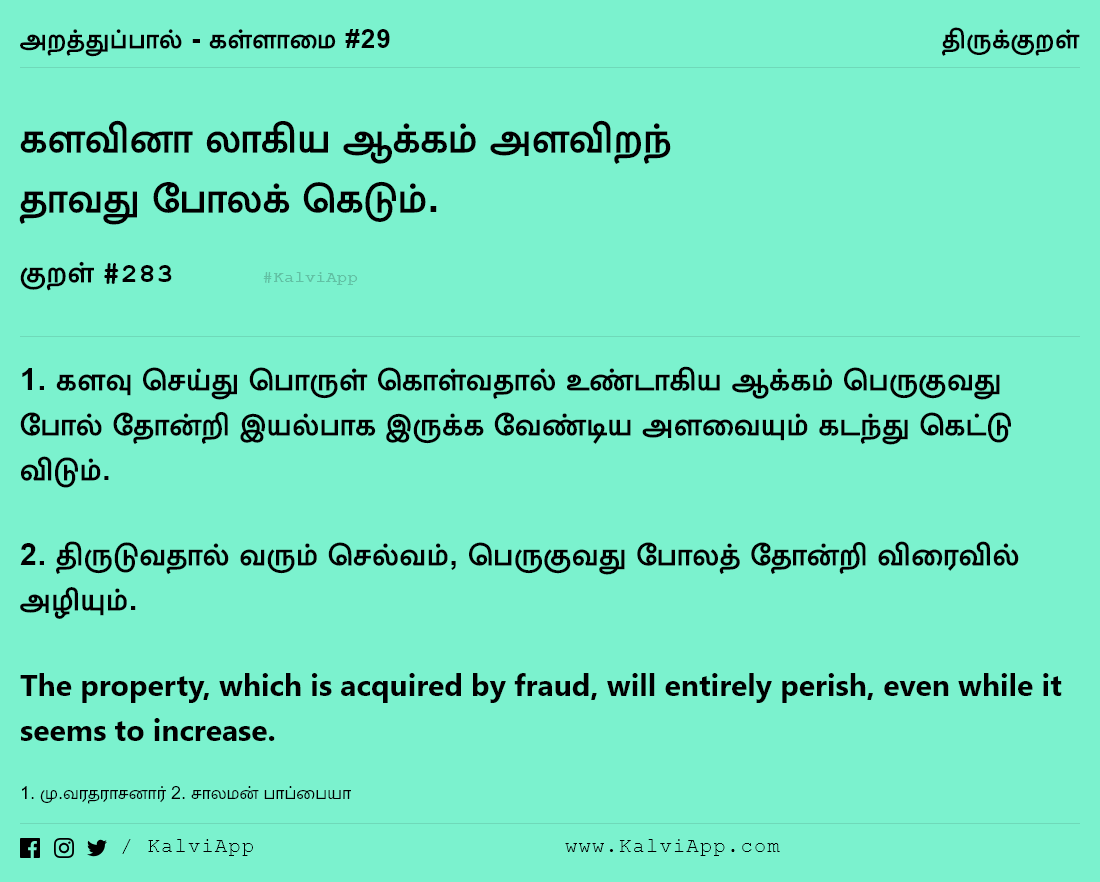 அறத்துப்பால் - கள்ளாமை #29
திருக்குறள்
களவினா லாகிய ஆக்கம் அளவிறந்
தாவது போலக் கெடும்.
குறள் #283
#KalviApp
1. களவு செய்து பொருள் கொள்வதால் உண்டாகிய ஆக்கம் பெருகுவது
போல் தோன்றி இயல்பாக இருக்க வேண்டிய அளவையும் கடந்து கெட்டு
விடும்.
2. திருடுவதால் வரும் செல்வம், பெருகுவது போலத் தோன்றி விரைவில்
அழியும்.
The property, which is acquired by fraud, will entirely perish, even while it
seems to increase.
1. மு.வரதராசனார் 2. சாலமன் பாப்பையா
/ KalviApp
www.KalviApp.com